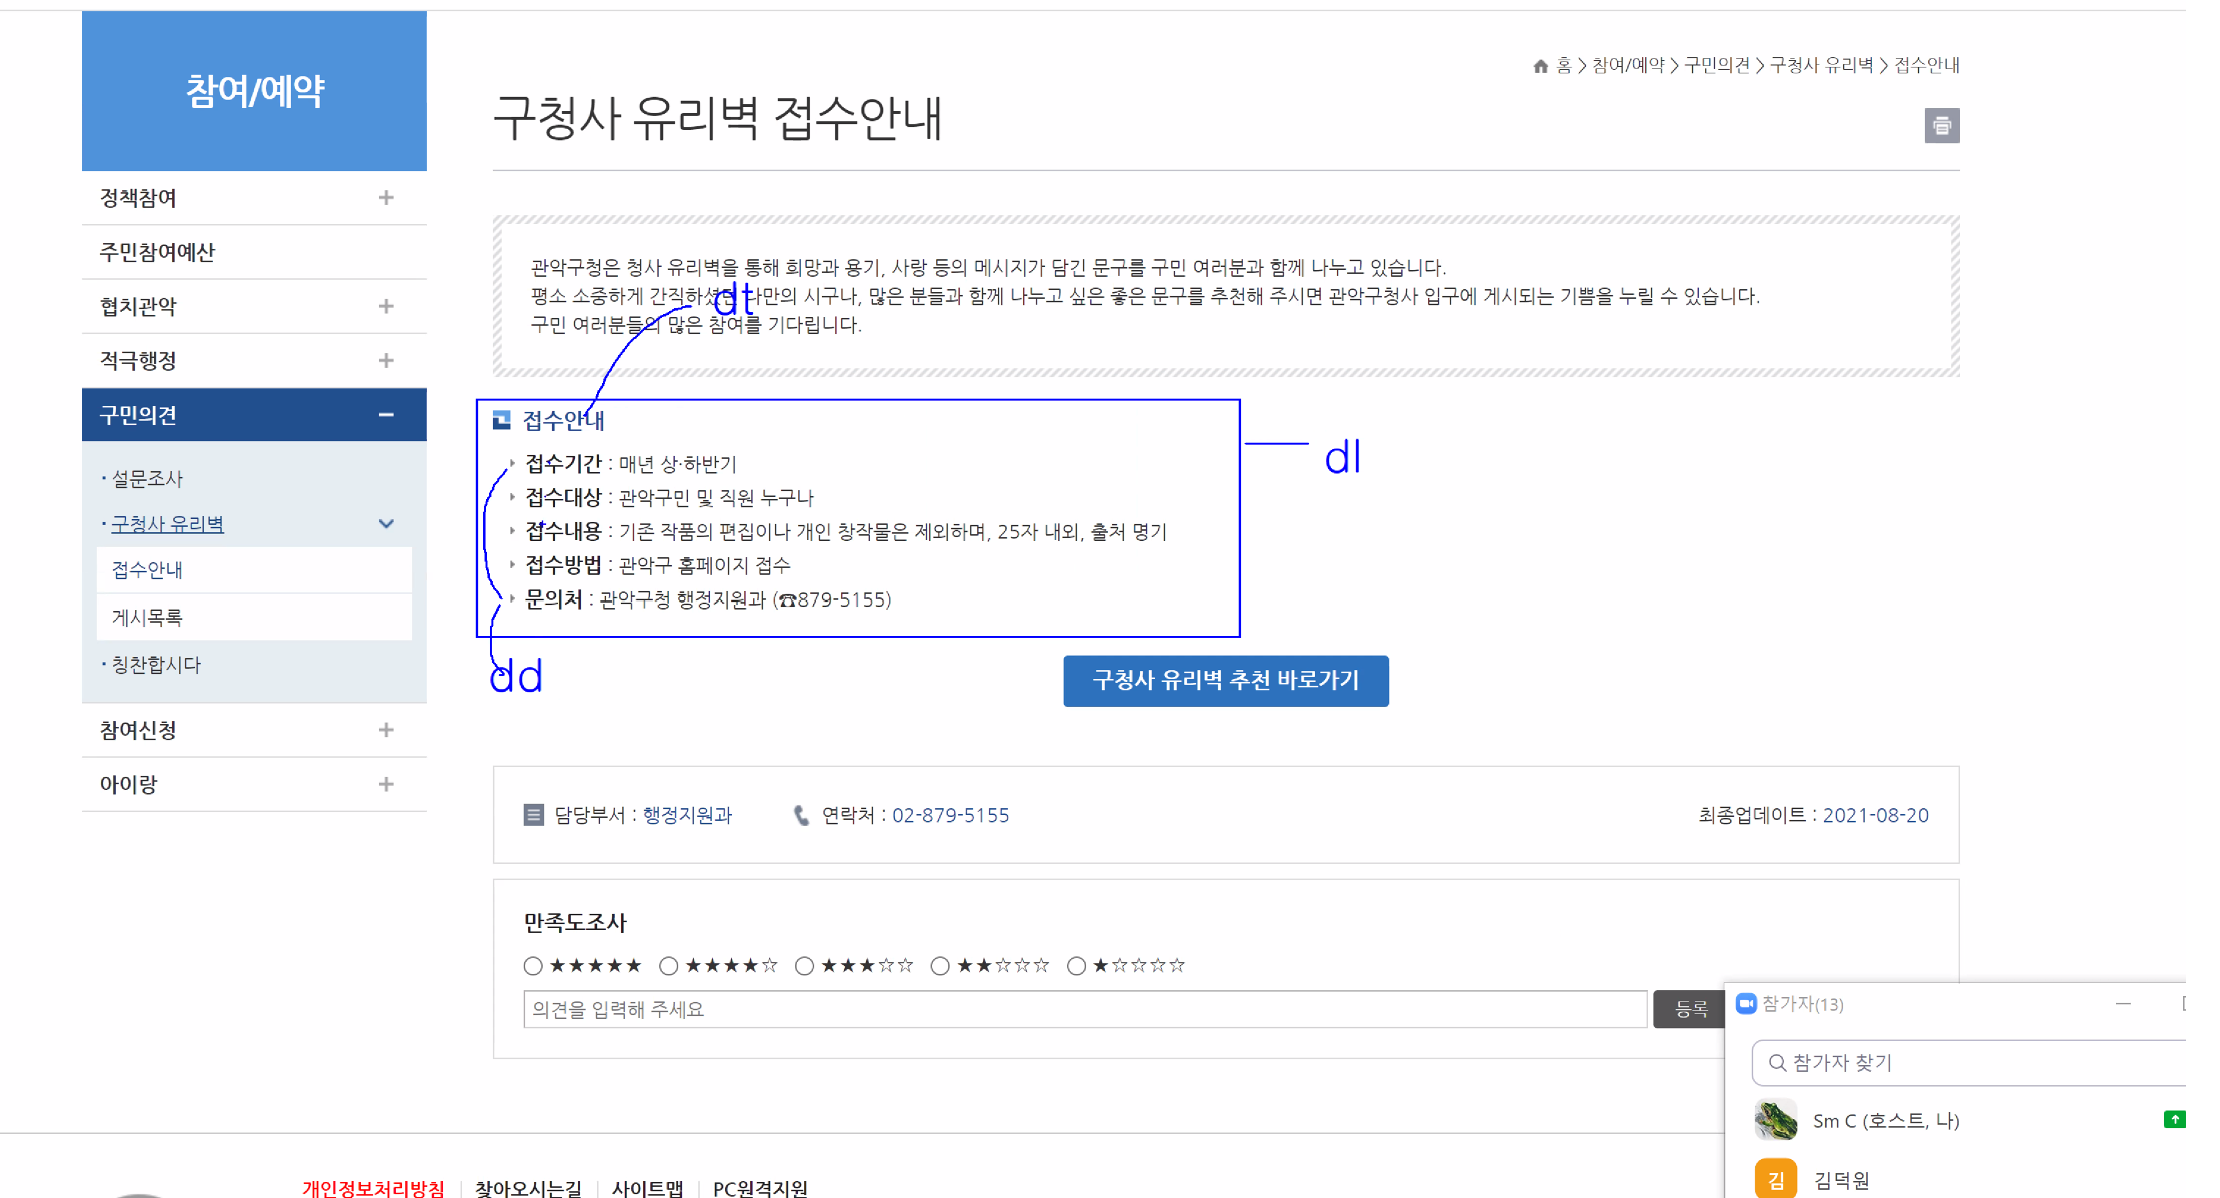 참여/예약
정책참여
주민참여예산
협치관악
적극행정
구민의견
설문조사
구청사 유리벽
접수안내
게시목록
칭찬합시다
참여신청
아이랑
홈 > 참여/예약 > 구민의견 > 구청사 유리벽 > 접수안내
구청사 유리벽 접수안내
관악구청은 청사 유리벽을 통해 희망과 용기, 사랑 등의 메시지가 담긴 문구를 구민 여러분과 함께 나누고 있습니다.
평소 소중하게 간직하셨던 나만의 시구나, 많은 분들과 함께 나누고 싶은 좋은 문구를 추천해 주시면 관악구청사 입구에 게시되는 기쁨을 누릴 수 있습니다.
구민 여러분들의 많은 참여를 기다립니다.
dt
접수안내
접수기간 : 매년 상·하반기
접수대상 : 관악구민 및 직원 누구나
접수내용 : 기존 작품의 편집이나 개인 창작물은 제외하며, 25자 내외, 출처 명기
접수방법 : 관악구 홈페이지 접수
문의처 : 관악구청 행정지원과 (☎879-5155)
dl
dd
구청사 유리벽 추천 바로가기
담당부서 : 행정지원과 연락처 : 02-879-5155 최종업데이트 : 2021-08-20
만족도조사
★★★★★ ★★★★☆ ★★★☆☆ ★★☆☆☆ ★☆☆☆☆
의견을 입력해 주세요 등록
참가자(13)
참가자 찾기
Sm C (호스트, 나)
김 김덕원
개인정보처리방침 찾아오시는길 사이트맵 PC원격지원